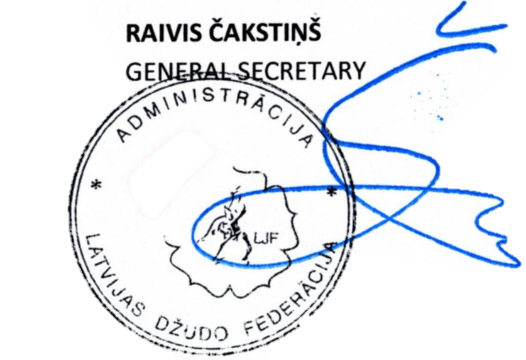 RAIVIS ČAKSTIŅŠ
GENERAL SECRETARY
ADMINISTRĀCIJA
LJF
LATVIJAS DŽUDO FEDERĀCIJA